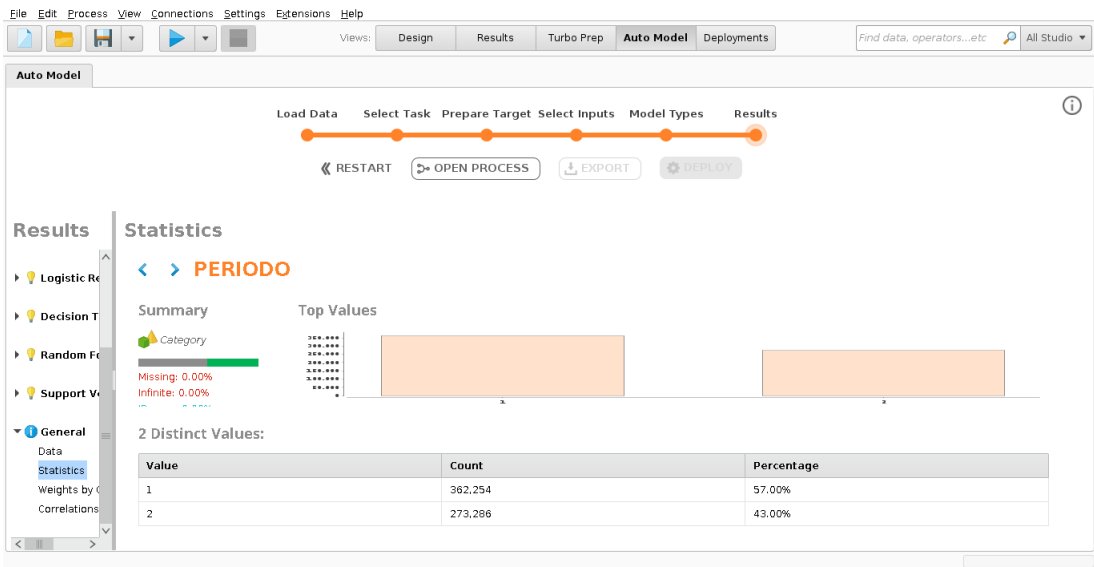 File Edit Process View Connections Settings Extensions Help
Views: Design Results Turbo Prep Auto Model Deployments Find data, operators...etc All Studio
Auto Model
Load Data Select Task Prepare Target Select Inputs Model Types Results
RESTART OPEN PROCESS EXPORT DEPLOY
Results
Logistic Re
Decision T
Random Fo
Support Ve
General
Data
Statistics
Weights by C
Correlations
Statistics
PERIODO
Summary
Category
Missing: 0.00%
Infinite: 0.00%
Top Values
1
2
2 Distinct Values:
Value Count Percentage
1 362,254 57.00%
2 273,286 43.00%